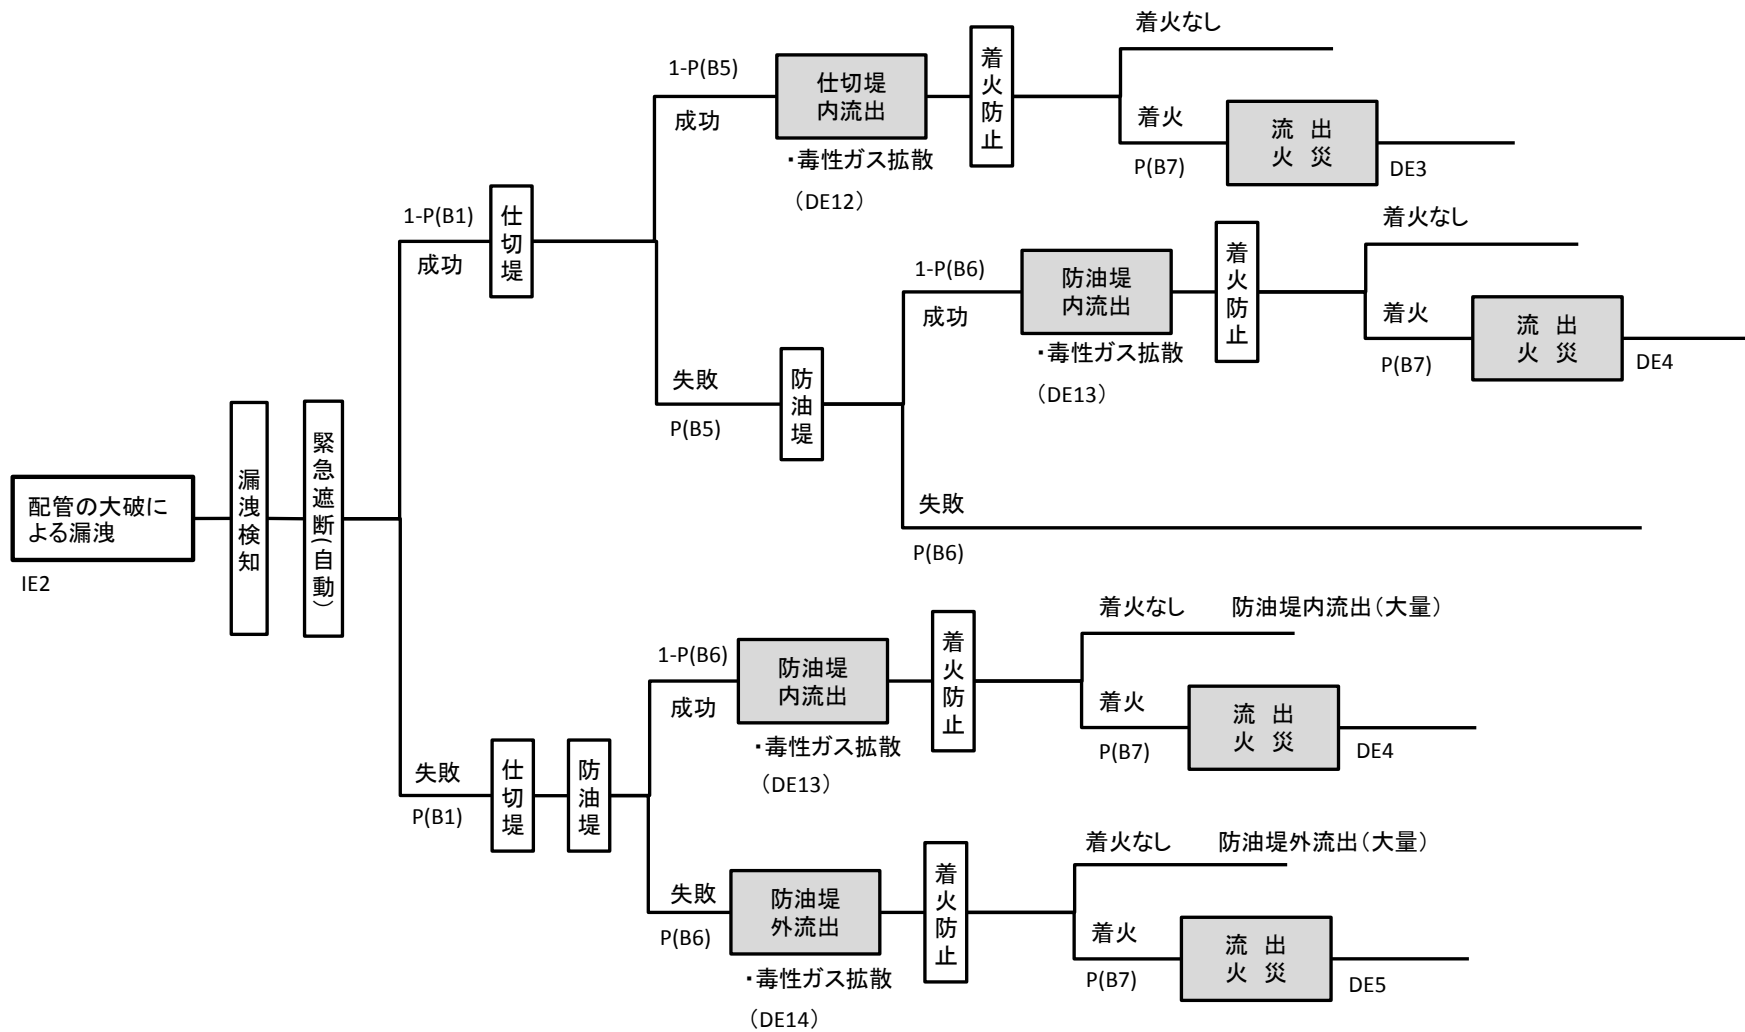 着火なし
1-P(B5)
成功
仕切堤
内流出
・毒性ガス拡散
（DE12）
着火防止
着火
P(B7)
流 出
火 災
DE3
1-P(B1)
成功
仕切堤
着火なし
1-P(B6)
成功
防油堤
内流出
・毒性ガス拡散
（DE13）
着火防止
着火
P(B7)
流 出
火 災
DE4
失敗
P(B5)
防油堤
失敗
P(B6)
配管の大破に
よる漏洩
IE2
漏洩検知
緊急遮断(自動）
着火なし
防油堤内流出（大量）
1-P(B6)
成功
防油堤
内流出
・毒性ガス拡散
（DE13）
着火防止
着火
P(B7)
流 出
火 災
DE4
失敗
P(B1)
仕切堤
防油堤
着火なし
防油堤外流出（大量）
失敗
P(B6)
防油堤
外流出
・毒性ガス拡散
（DE14）
着火防止
着火
P(B7)
流 出
火 災
DE5